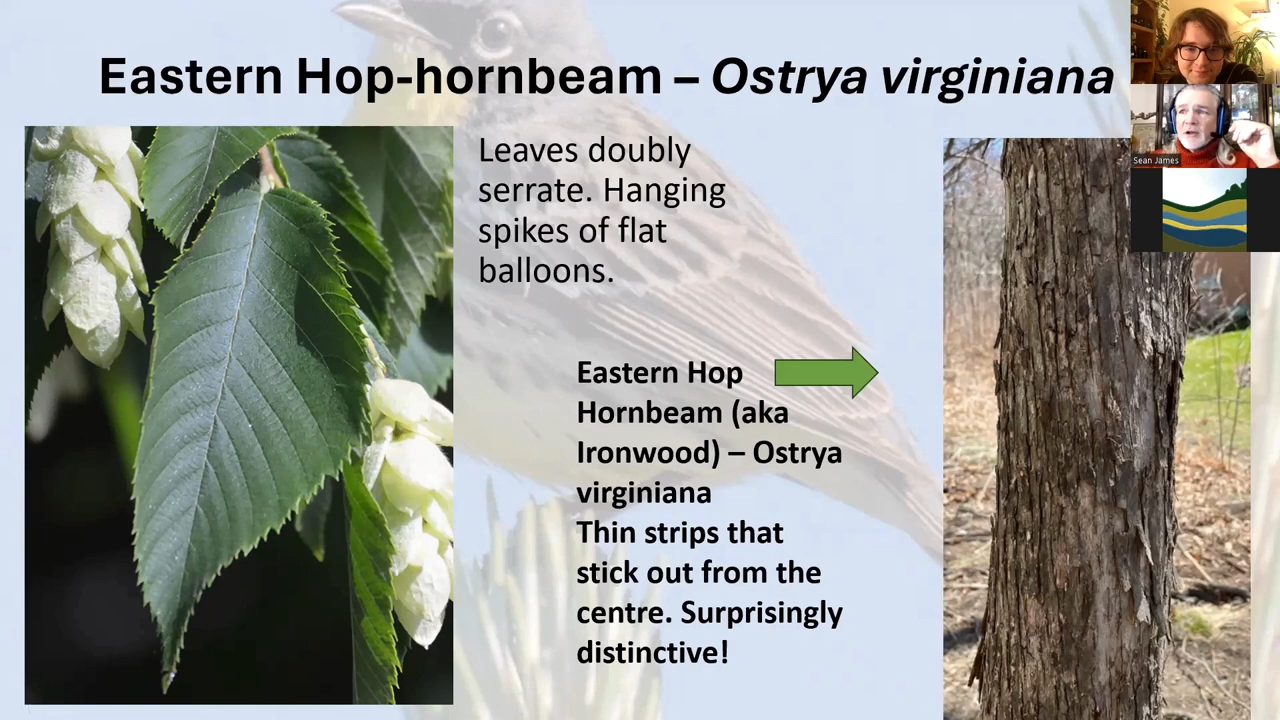 Eastern Hop-hornbeam – Ostrya virginiana
Leaves doubly
serrate. Hanging
spikes of flat
balloons.
Eastern Hop
Hornbeam (aka
Ironwood) – Ostrya
virginiana
Thin strips that
stick out from the
centre. Surprisingly
distinctive!
Sean James